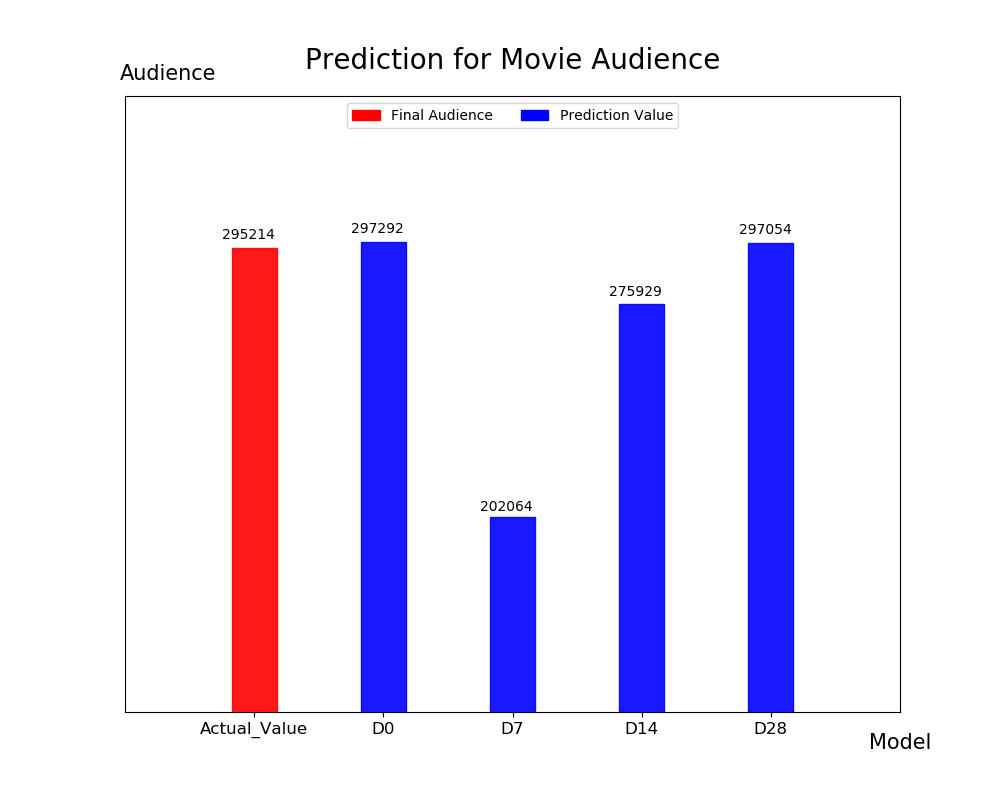 Prediction for Movie Audience
Audience
Final Audience Prediction Value
295214
297292
202064
275929
297054
Actual_Value D0 D7 D14 D28
Model